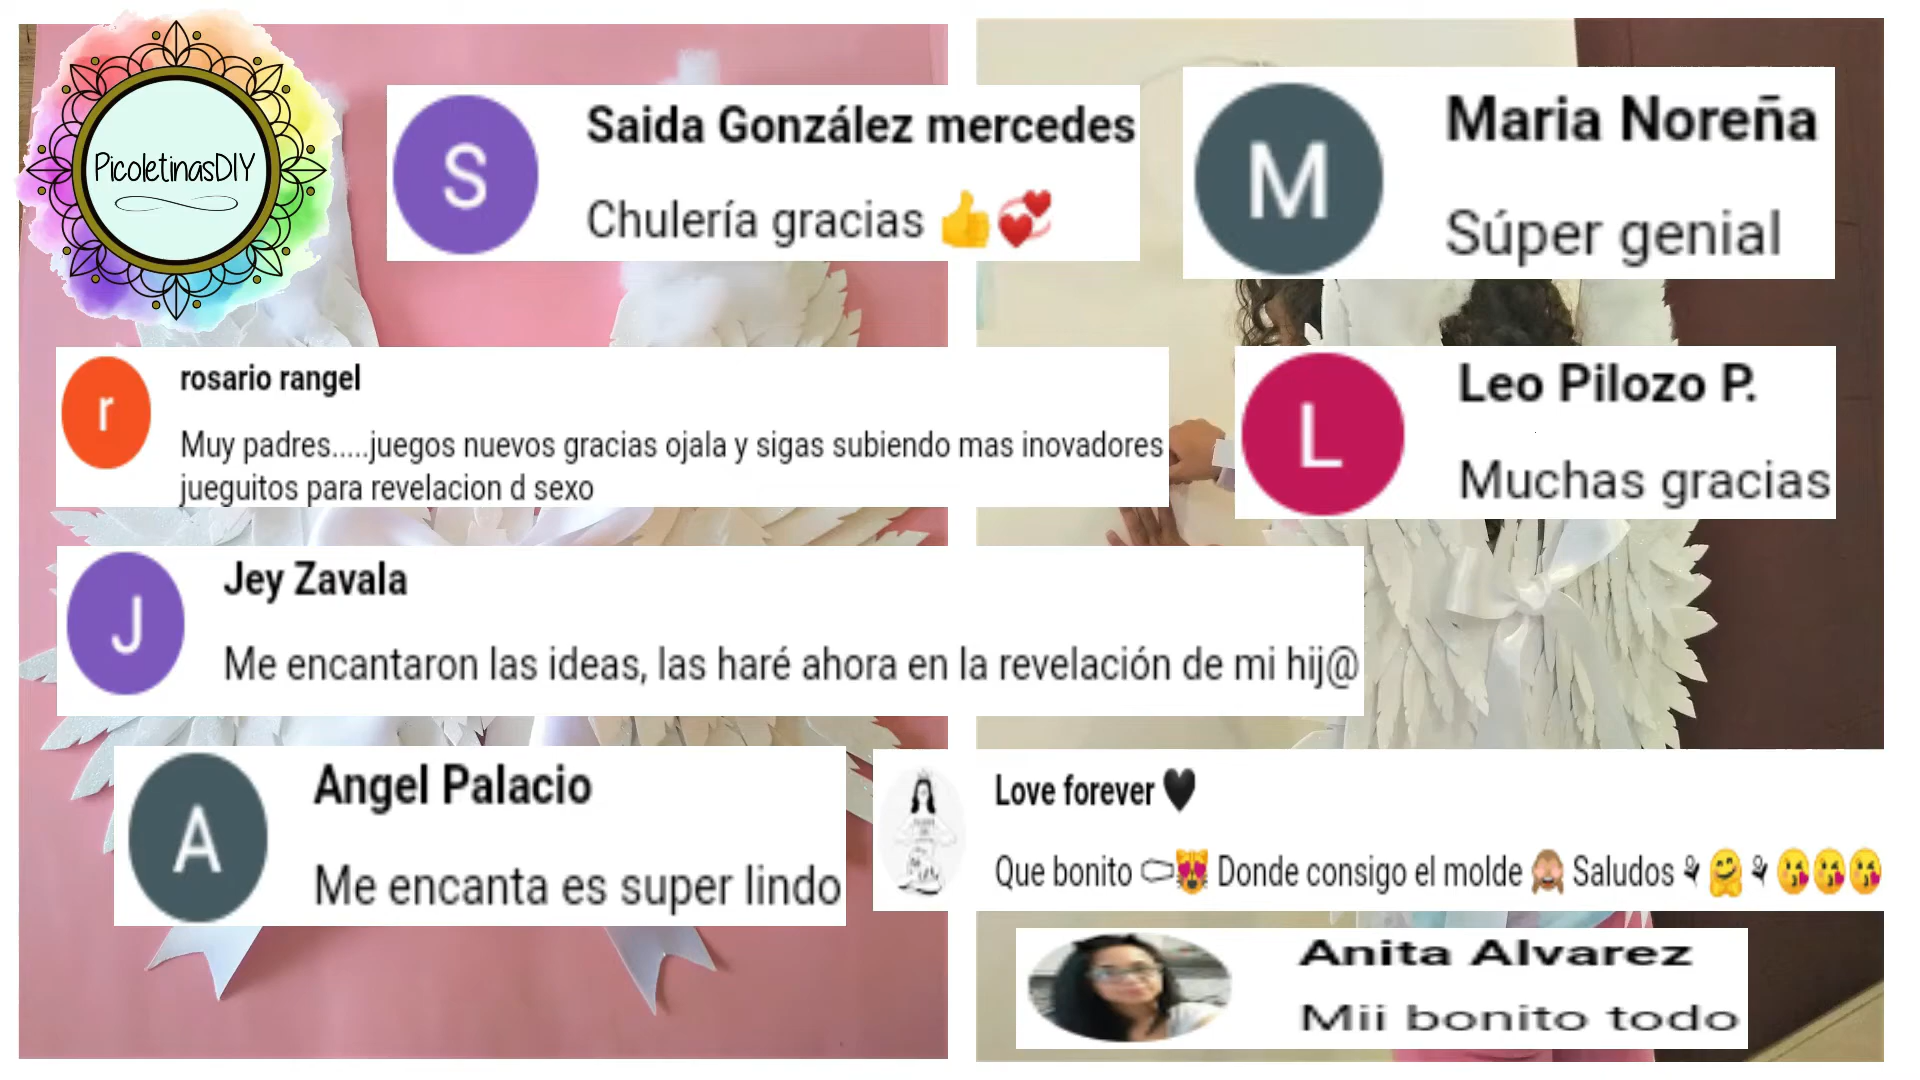 PicoletinasDIY
S
Saida González mercedes
Chulería gracias 👍💞
M
Maria Noreña
Súper genial
r
rosario rangel
Muy padres.....juegos nuevos gracias ojala y sigas subiendo mas inovadores
jueguitos para revelacion d sexo
L
Leo Pilozo P.
Muchas gracias
J
Jey Zavala
Me encantaron las ideas, las haré ahora en la revelación de mi hij@
A
Angel Palacio
Me encanta es super lindo
Love forever 🖤
Que bonito 😻 Donde consigo el molde 🙈 Saludos ⚘🤗⚘😘😘😘
Anita Alvarez
Mii bonito todo